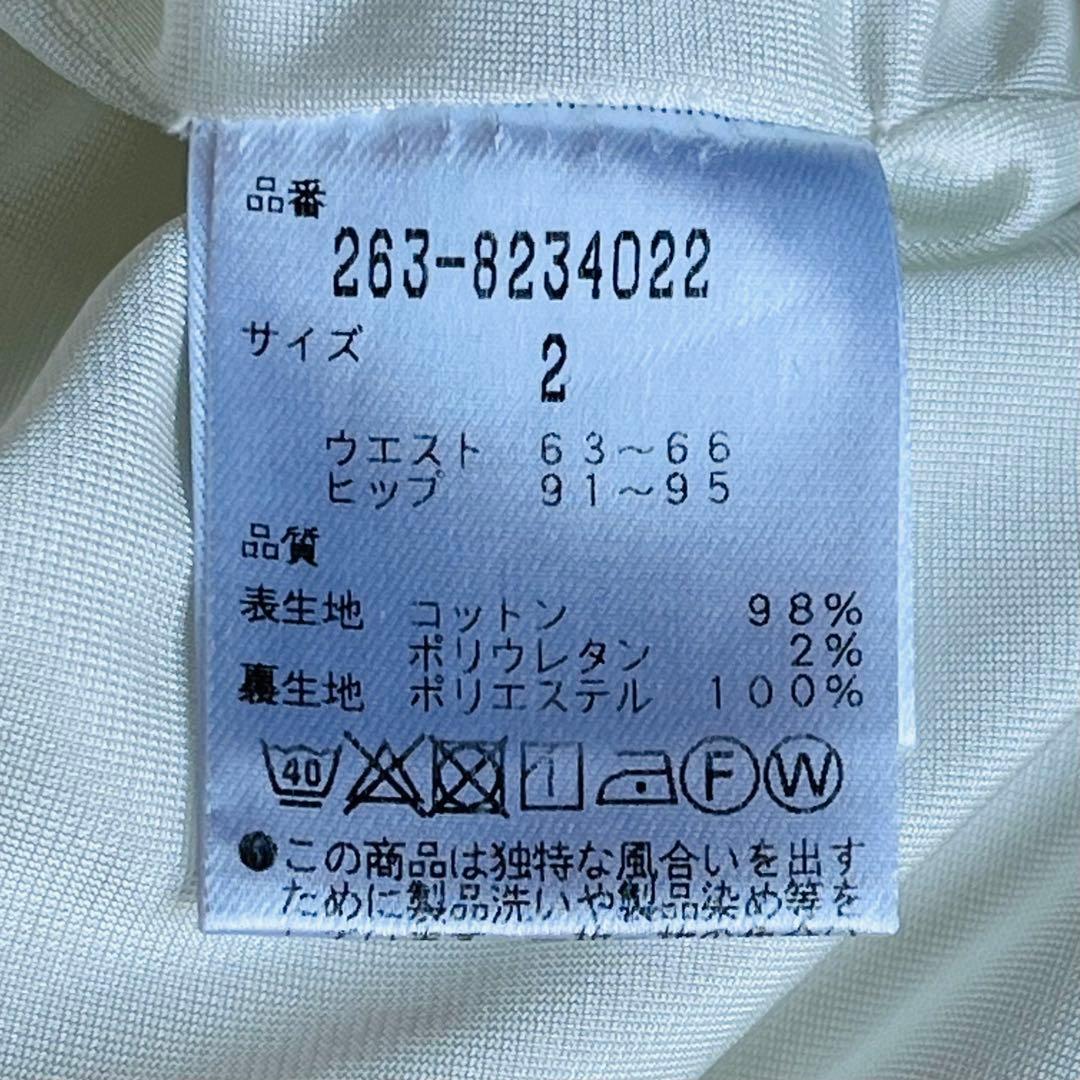 品番
263-8234022
サイズ 2
ウエスト 63～66
ヒップ 91～95
品質
表生地 コットン 98%
ポリウレタン 2%
裏生地 ポリエステル 100%
40 F W
●この商品は独特な風合いを出す
ために製品洗いや製品染め等を